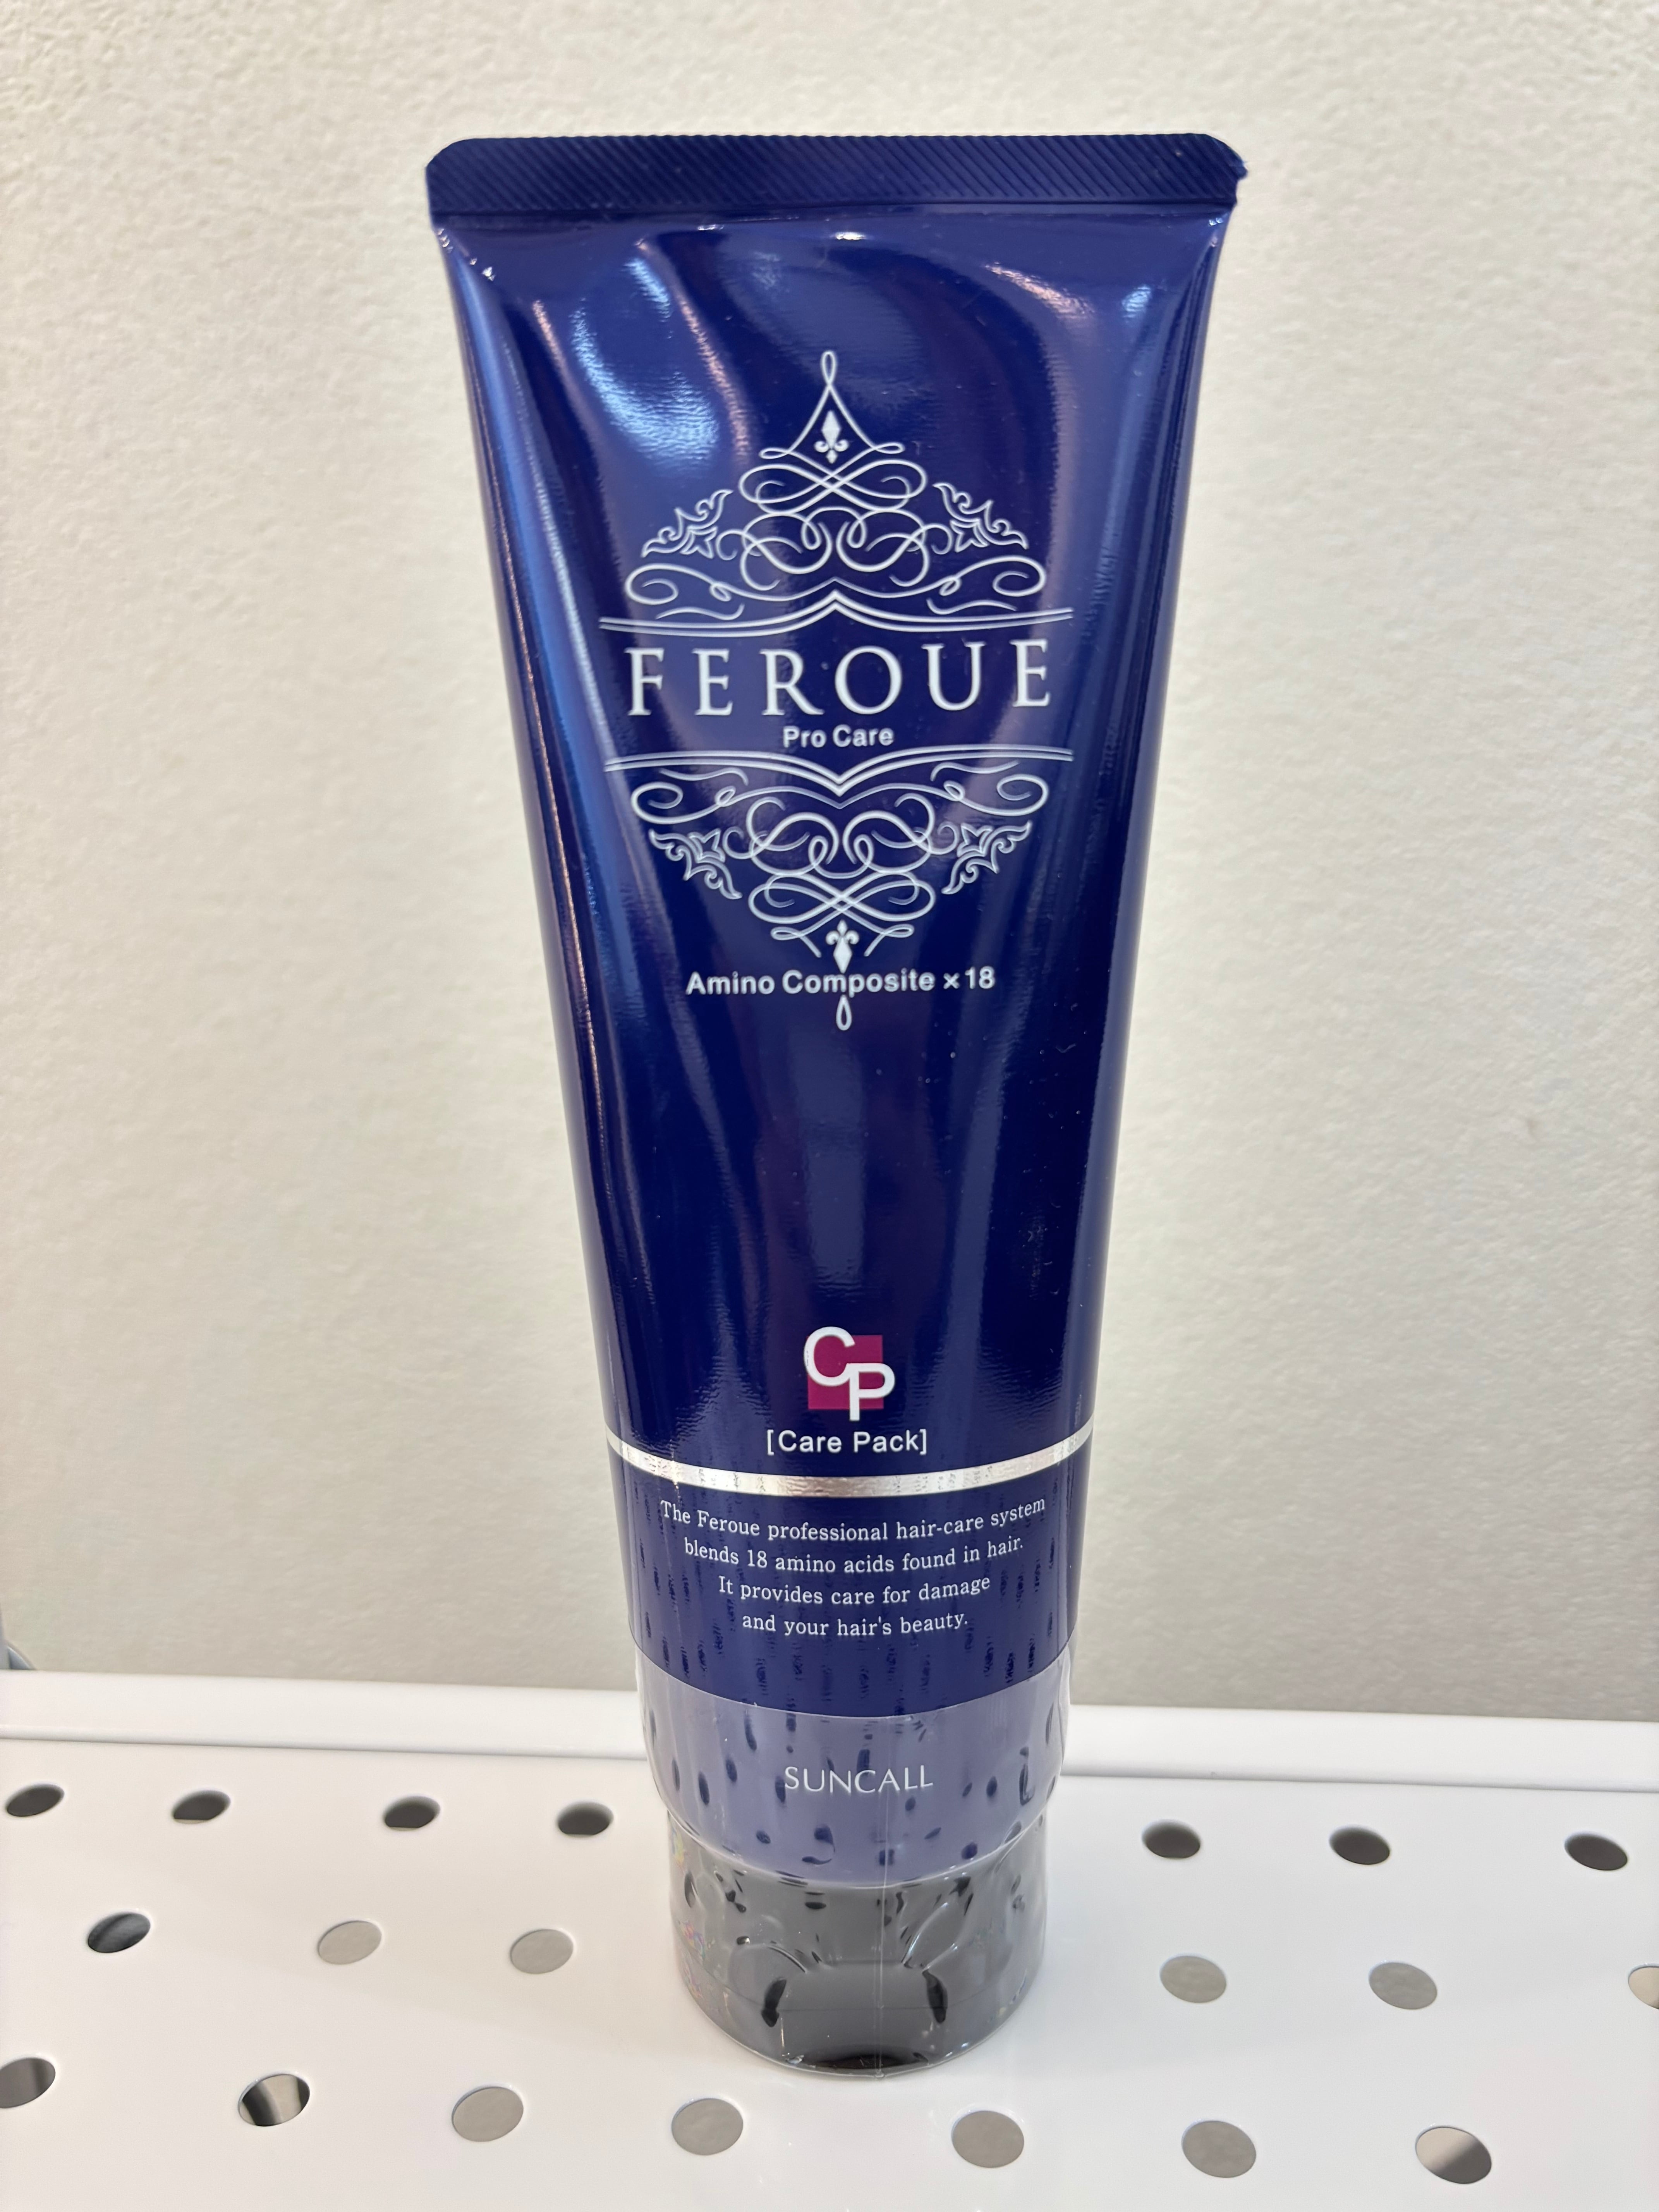 FEROUE
Pro Care
Amino Composite ×18
CP
[Care Pack]
The Feroue professional hair-care system
blends 18 amino acids found in hair.
It provides care for damage
and your hair's beauty.
SUNCALL